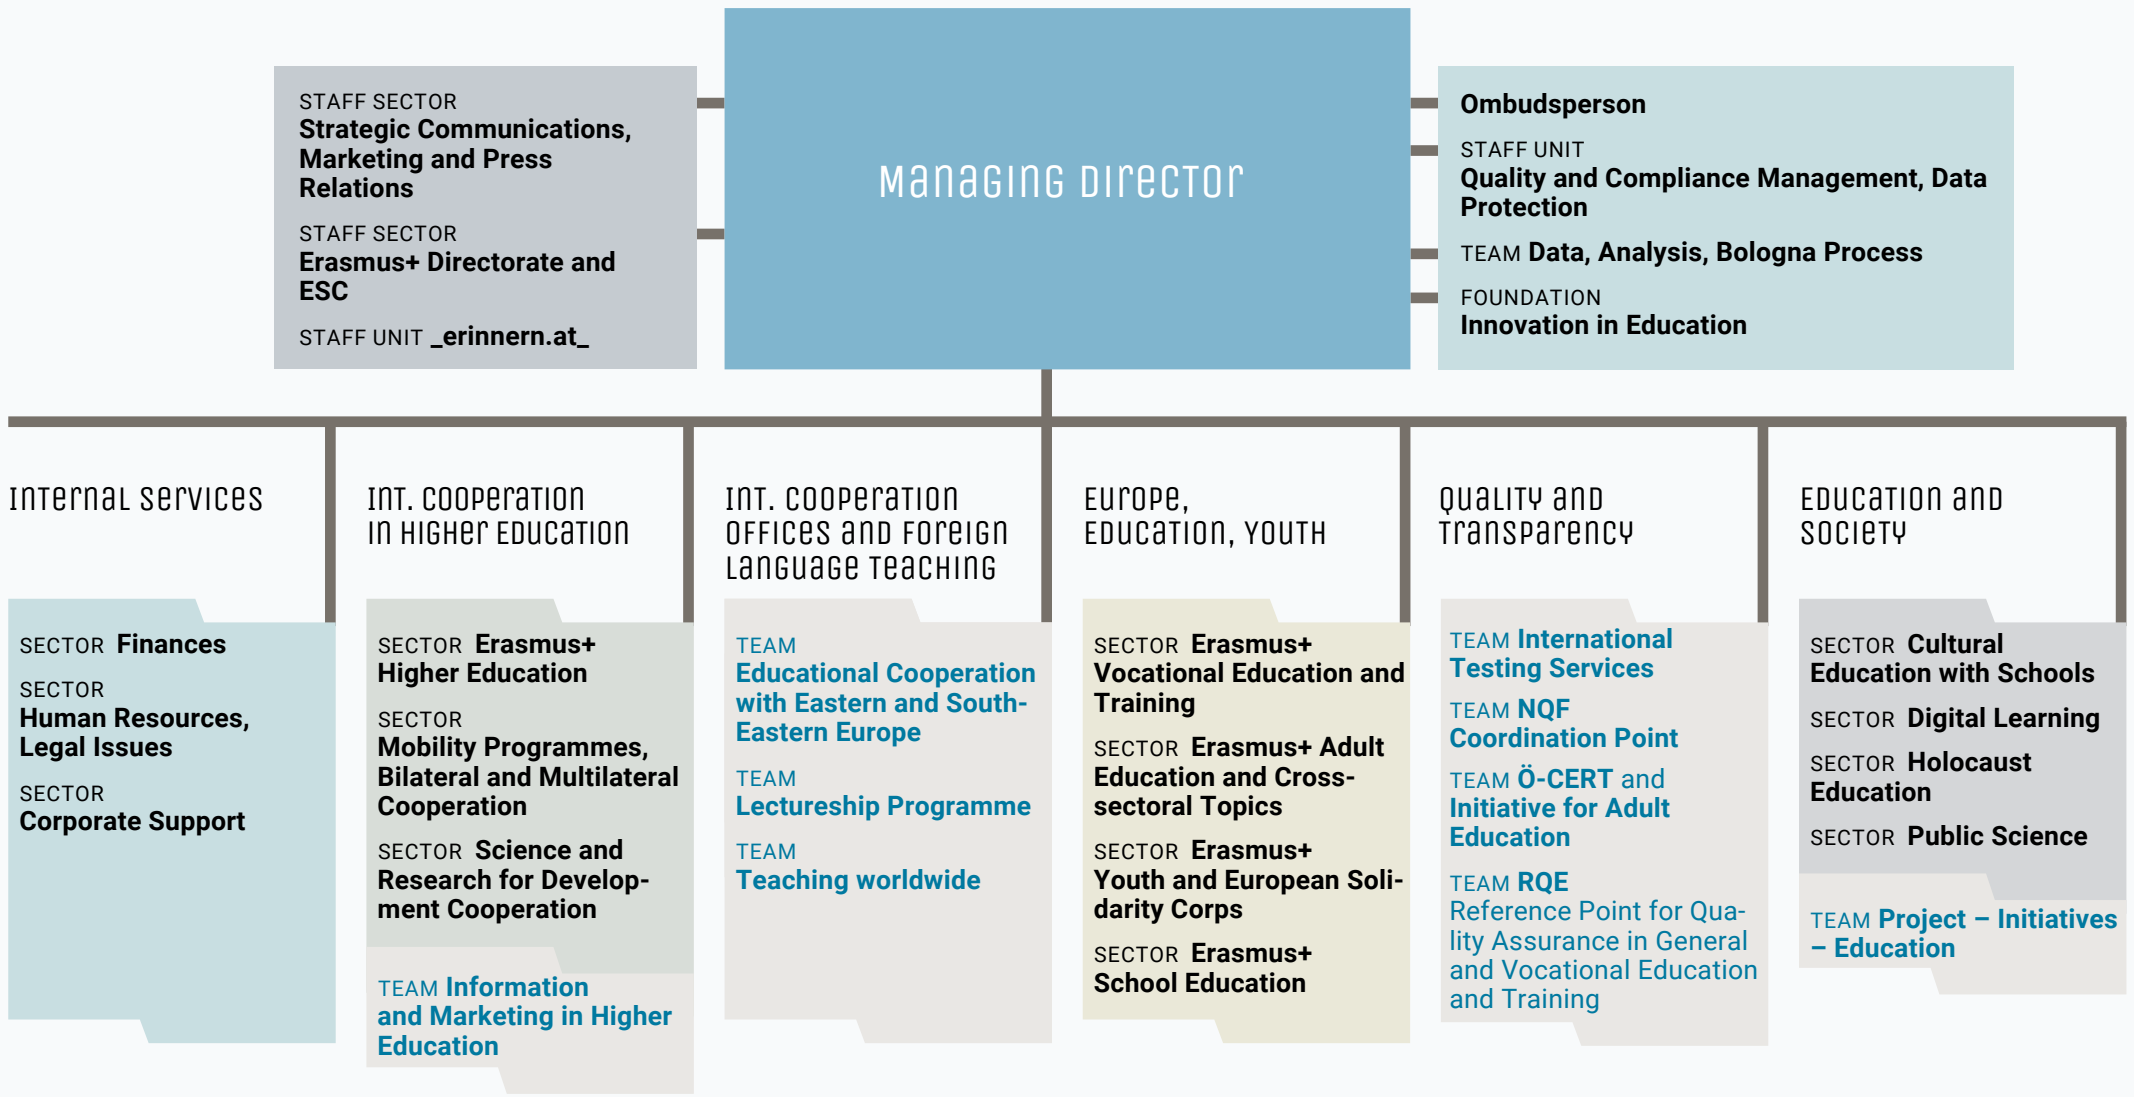 STAFF SECTOR
Strategic Communications,
Marketing and Press
Relations
STAFF SECTOR
Erasmus+ Directorate and
ESC
STAFF UNIT _erinnern.at_
Managing Director
Ombudsperson
STAFF UNIT
Quality and Compliance Management, Data
Protection
TEAM Data, Analysis, Bologna Process
FOUNDATION
Innovation in Education
Internal Services
SECTOR Finances
SECTOR
Human Resources,
Legal Issues
SECTOR
Corporate Support
Int. Cooperation
in Higher Education
SECTOR Erasmus+
Higher Education
SECTOR
Mobility Programmes,
Bilateral and Multilateral
Cooperation
SECTOR Science and
Research for Develop-
ment Cooperation
TEAM Information
and Marketing in Higher
Education
Int. Cooperation
Offices and Foreign
Language Teaching
TEAM
Educational Cooperation
with Eastern and South-
Eastern Europe
TEAM
Lectureship Programme
TEAM
Teaching worldwide
Europe,
Education, Youth
SECTOR Erasmus+
Vocational Education and
Training
SECTOR Erasmus+ Adult
Education and Cross-
sectoral Topics
SECTOR Erasmus+
Youth and European Soli-
darity Corps
SECTOR Erasmus+
School Education
Quality and
Transparency
TEAM International
Testing Services
TEAM NQF
Coordination Point
TEAM Ö-CERT and
Initiative for Adult
Education
TEAM RQE
Reference Point for Qua-
lity Assurance in General
and Vocational Education
and Training
Education and
Society
SECTOR Cultural
Education with Schools
SECTOR Digital Learning
SECTOR Holocaust
Education
SECTOR Public Science
TEAM Project – Initiatives
– Education